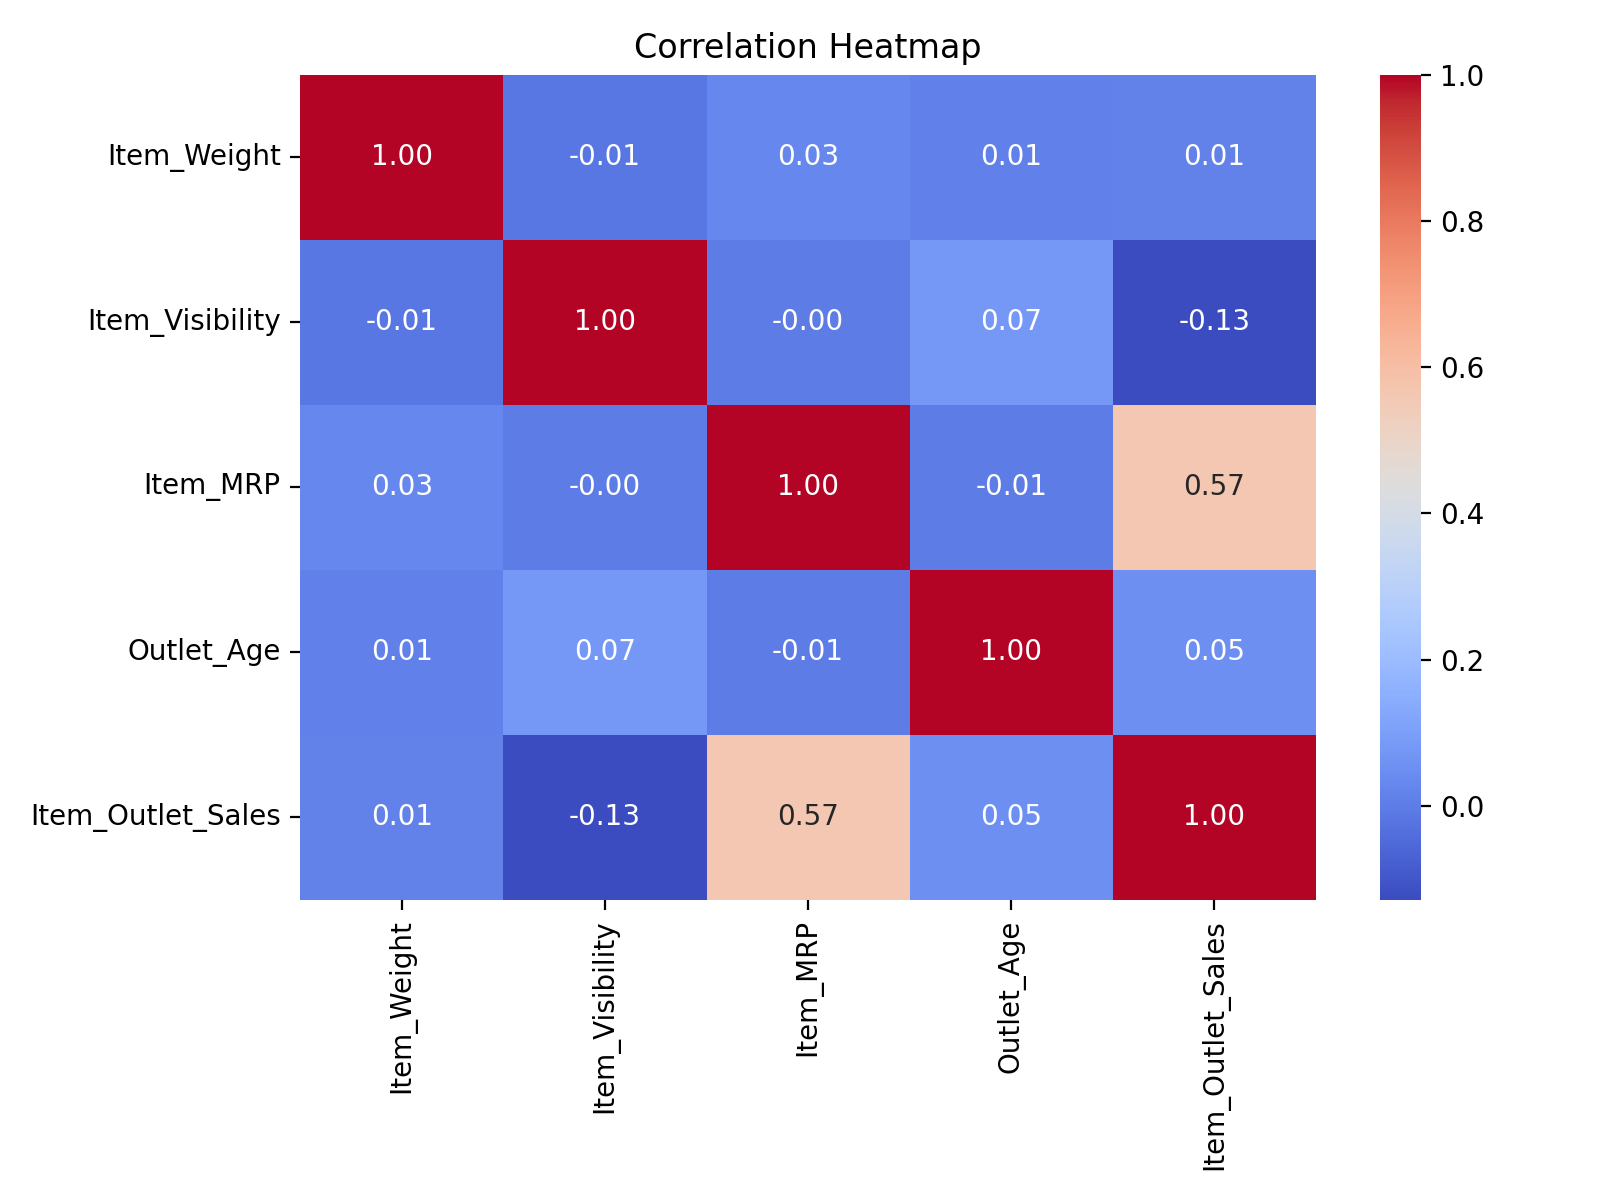 Correlation Heatmap
Item_Weight 1.00 -0.01 0.03 0.01 0.01
Item_Visibility -0.01 1.00 -0.00 0.07 -0.13
Item_MRP 0.03 -0.00 1.00 -0.01 0.57
Outlet_Age 0.01 0.07 -0.01 1.00 0.05
Item_Outlet_Sales 0.01 -0.13 0.57 0.05 1.00
Item_Weight
Item_Visibility
Item_MRP
Outlet_Age
Item_Outlet_Sales
1.0
0.8
0.6
0.4
0.2
0.0